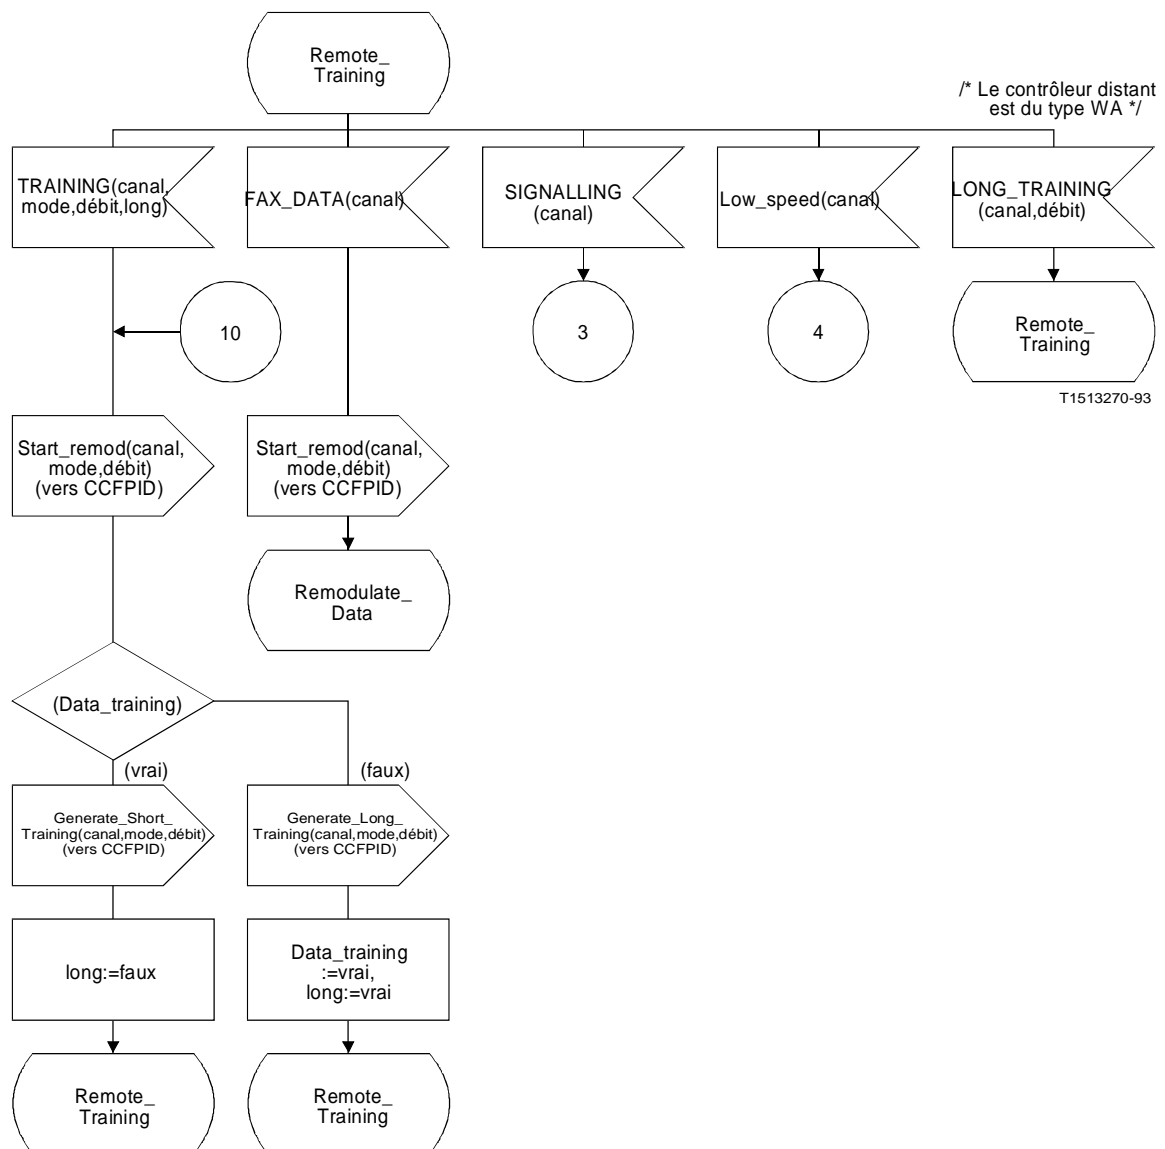 Remote_
Training
/* Le contrôleur distant
est du type WA */
TRAINING(canal,
mode,débit,long)
FAX_DATA(canal)
SIGNALLING
(canal)
Low_speed(canal)
LONG_TRAINING
(canal,débit)
10
3
4
Remote_
Training
T1513270-93
Start_remod(canal,
mode,débit)
(vers CCFPID)
Start_remod(canal,
mode,débit)
(vers CCFPID)
Remodulate_
Data
(Data_training)
(vrai)
(faux)
Generate_Short_
Training(canal,mode,débit)
(vers CCFPID)
Generate_Long_
Training(canal,mode,débit)
(vers CCFPID)
long:=faux
Data_training
:=vrai,
long:=vrai
Remote_
Training
Remote_
Training